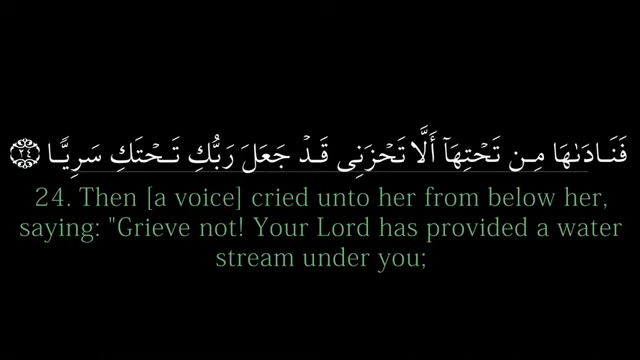 فَنَادَىٰهَا مِن تَحْتِهَآ أَلَّا تَحْزَنِى قَدْ جَعَلَ رَبُّكِ تَحْتَكِ سَرِيًّا ۝٢٤
24. Then [a voice] cried unto her from below her,
saying: "Grieve not! Your Lord has provided a water
stream under you;